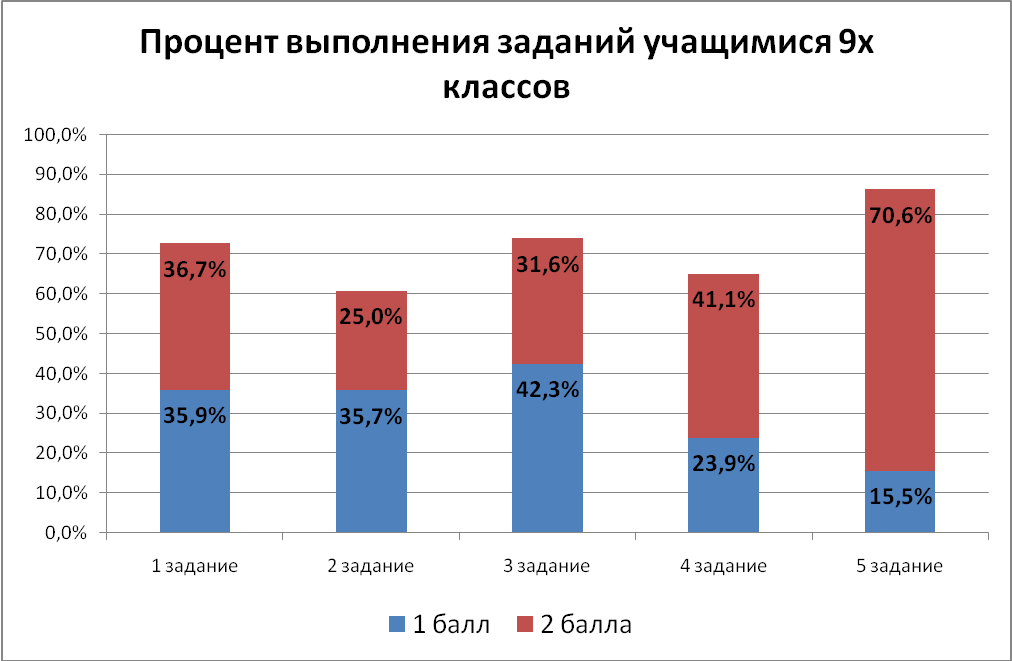 Процент выполнения заданий учащимися 9х
классов
100,0%
90,0%
80,0%
70,0%
60,0%
50,0%
40,0%
30,0%
20,0%
10,0%
0,0%
36,7%
25,0%
31,6%
41,1%
70,6%
35,9%
35,7%
42,3%
23,9%
15,5%
1 задание
2 задание
3 задание
4 задание
5 задание
1 балл
2 балла